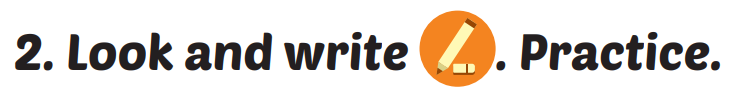 2. Look and write . Practice.